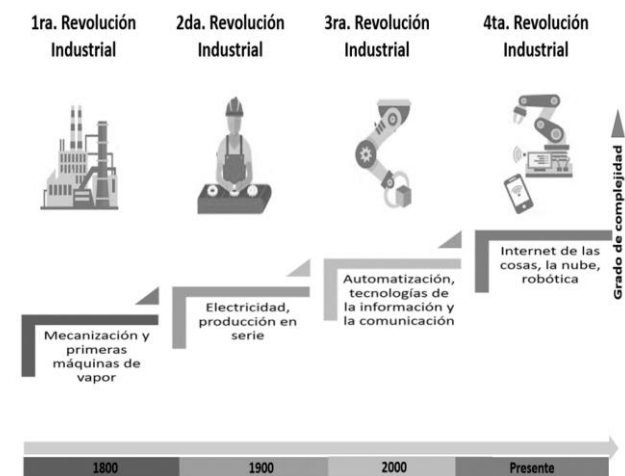 1ra. Revolución
Industrial
2da. Revolución
Industrial
3ra. Revolución
Industrial
4ta. Revolución
Industrial
Grado de complejidad
Mecanización y
primeras
máquinas de
vapor
Electricidad,
producción en
serie
Automatización,
tecnologías de
la información y
la comunicación
Internet de las
cosas, la nube,
robótica
1800
1900
2000
Presente